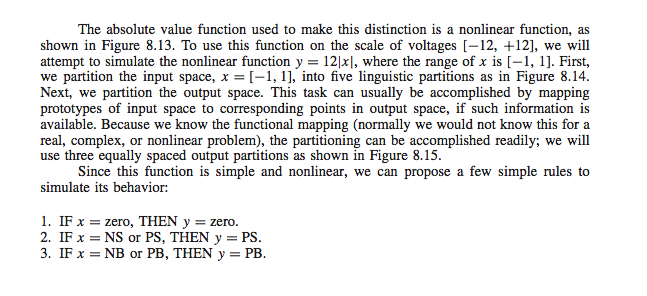 The absolute value function used to make this distinction is a nonlinear function, as
shown in Figure 8.13. To use this function on the scale of voltages [−12, +12], we will
attempt to simulate the nonlinear function y = 12|x|, where the range of x is [−1, 1]. First,
we partition the input space, x = [−1, 1], into five linguistic partitions as in Figure 8.14.
Next, we partition the output space. This task can usually be accomplished by mapping
prototypes of input space to corresponding points in output space, if such information is
available. Because we know the functional mapping (normally we would not know this for a
real, complex, or nonlinear problem), the partitioning can be accomplished readily; we will
use three equally spaced output partitions as shown in Figure 8.15.
Since this function is simple and nonlinear, we can propose a few simple rules to
simulate its behavior:
1. IF x = zero, THEN y = zero.
2. IF x = NS or PS, THEN y = PS.
3. IF x = NB or PB, THEN y = PB.